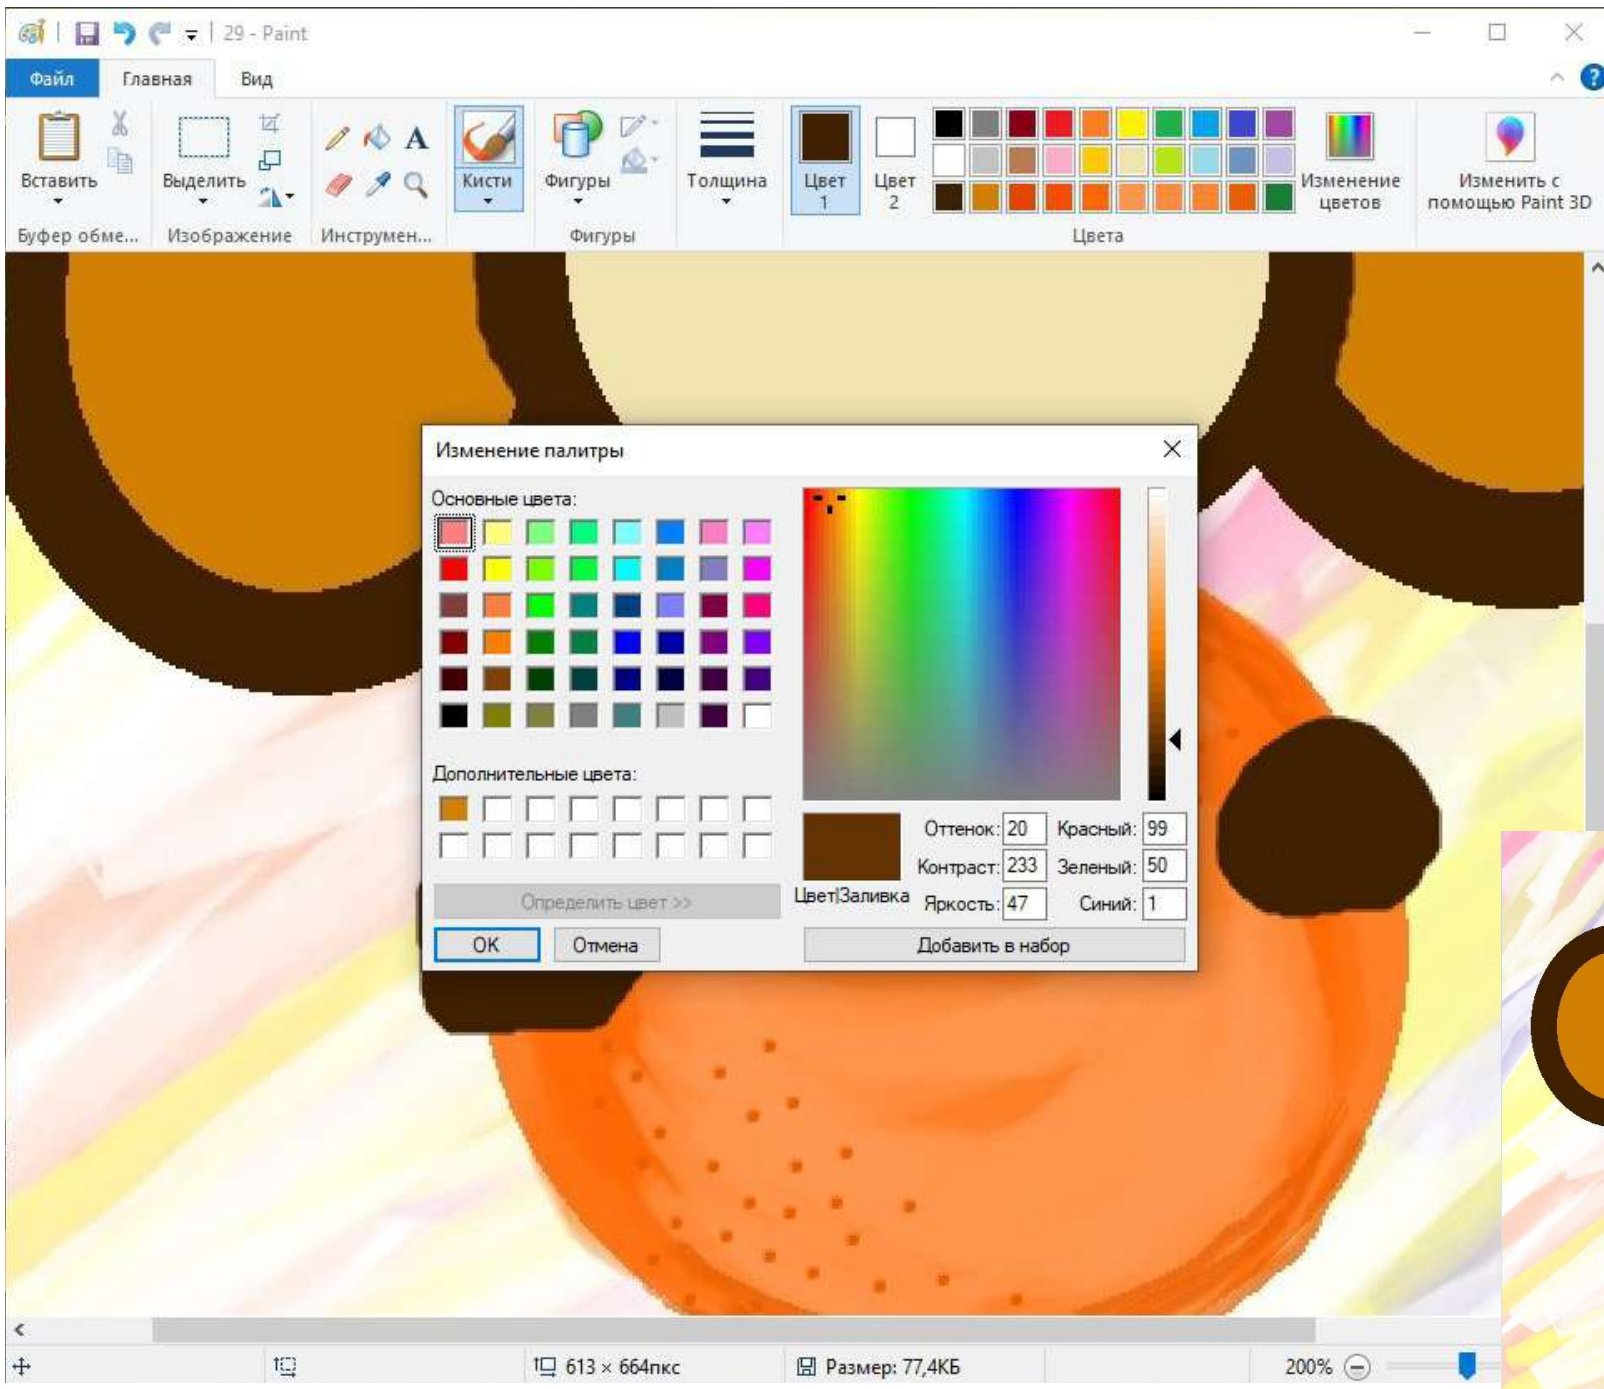 29 - Paint
Файл Главная Вид
Вставить
Выделить
Кисти
Фигуры
Толщина
Цвет 1
Цвет 2
Изменение цветов
Изменить с помощью Paint 3D
Буфер обме...
Изображение
Инструмен...
Фигуры
Цвета
Изменение палитры
Основные цвета:
Дополнительные цвета:
Определить цвет >>
OK
Отмена
Цвет|Заливка
Оттенок: 20
Красный: 99
Контраст: 233
Зеленый: 50
Яркость: 47
Синий: 1
Добавить в набор
613 × 664пкс
Размер: 77,4КБ
200%